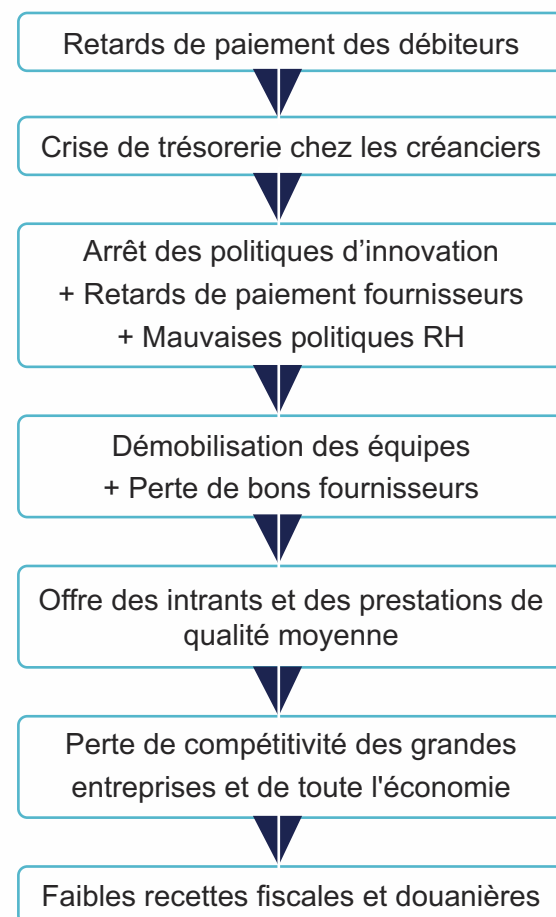 Retards de paiement des débiteurs
Crise de trésorerie chez les créanciers
Arrêt des politiques d’innovation
+ Retards de paiement fournisseurs
+ Mauvaises politiques RH
Démobilisation des équipes
+ Perte de bons fournisseurs
Offre des intrants et des prestations de
qualité moyenne
Perte de compétitivité des grandes
entreprises et de toute l'économie
Faibles recettes fiscales et douanières